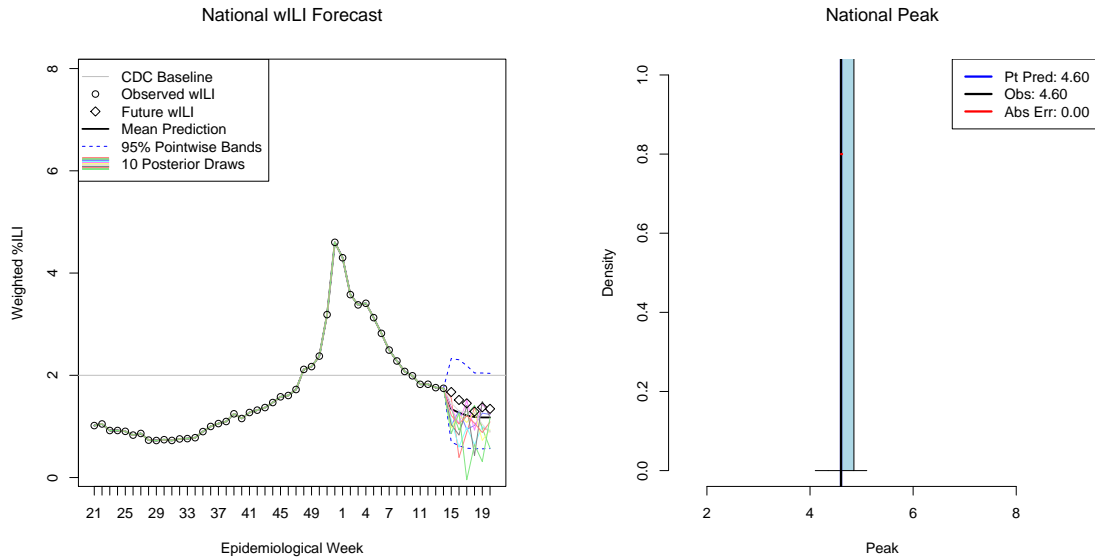 National wILI Forecast
Weighted %ILI
8
6
4
2
0
CDC Baseline
Observed wILI
Future wILI
Mean Prediction
95% Pointwise Bands
10 Posterior Draws
21 25 29 33 37 41 45 49 1 4 7 11 15 19
Epidemiological Week
National Peak
Density
1.0
0.8
0.6
0.4
0.2
0.0
Pt Pred: 4.60
Obs: 4.60
Abs Err: 0.00
2 4 6 8
Peak